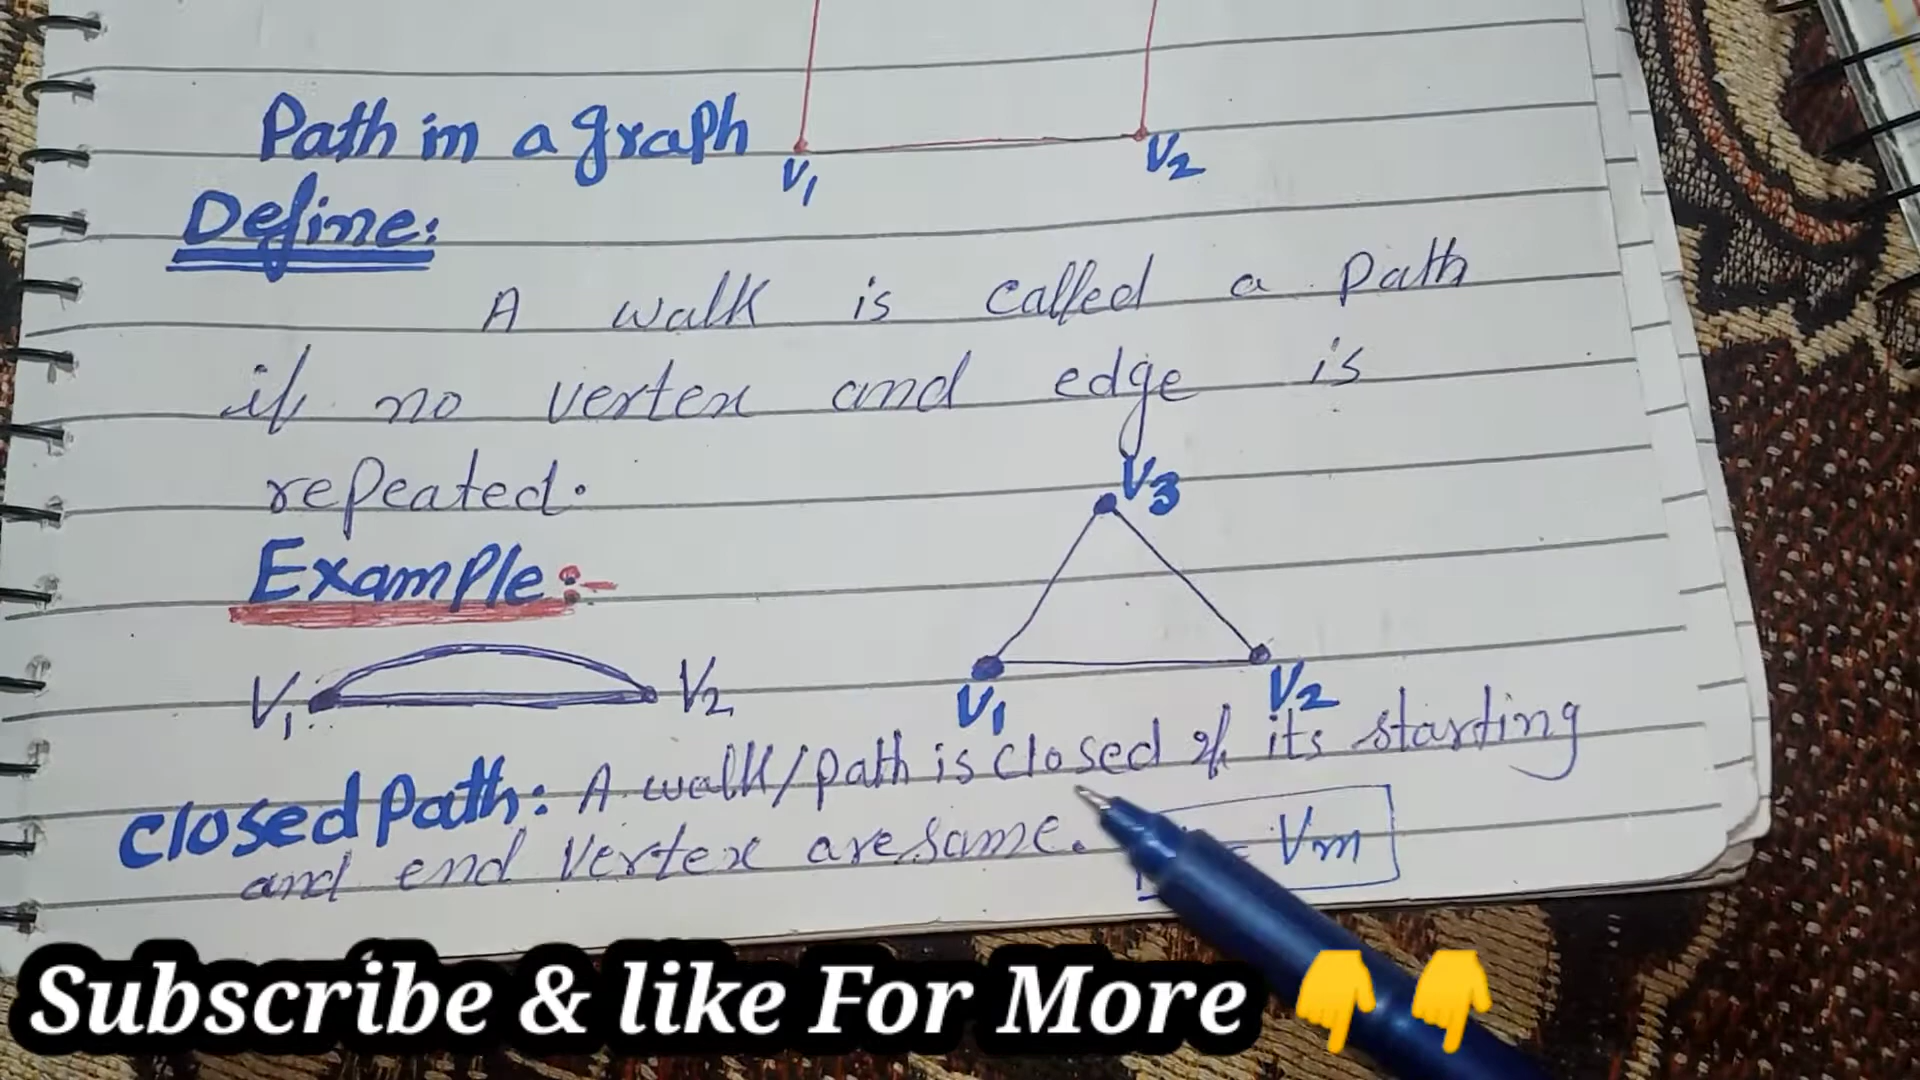 Path in a graph
V1 V2
Define:
A walk is called a path
if no vertex and edge is
repeated.
V3
Example:-
V1 V2
V1 V2
Closed Path: A walk/path is closed if its starting
and end Vertex are same. = Vm
Subscribe & like For More 👇👇